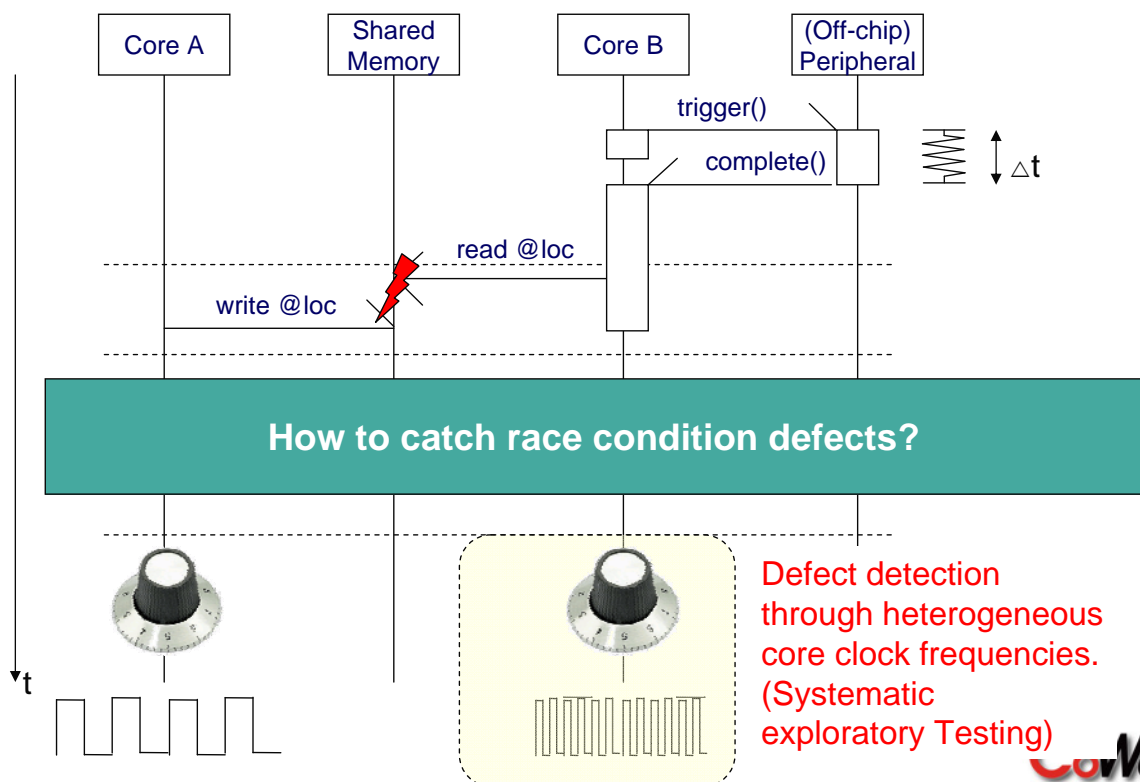 Core A
Shared
Memory
Core B
(Off-chip)
Peripheral
trigger()
complete()
△t
read @loc
write @loc
How to catch race condition defects?
Defect detection
through heterogeneous
core clock frequencies.
(Systematic
exploratory Testing)
t